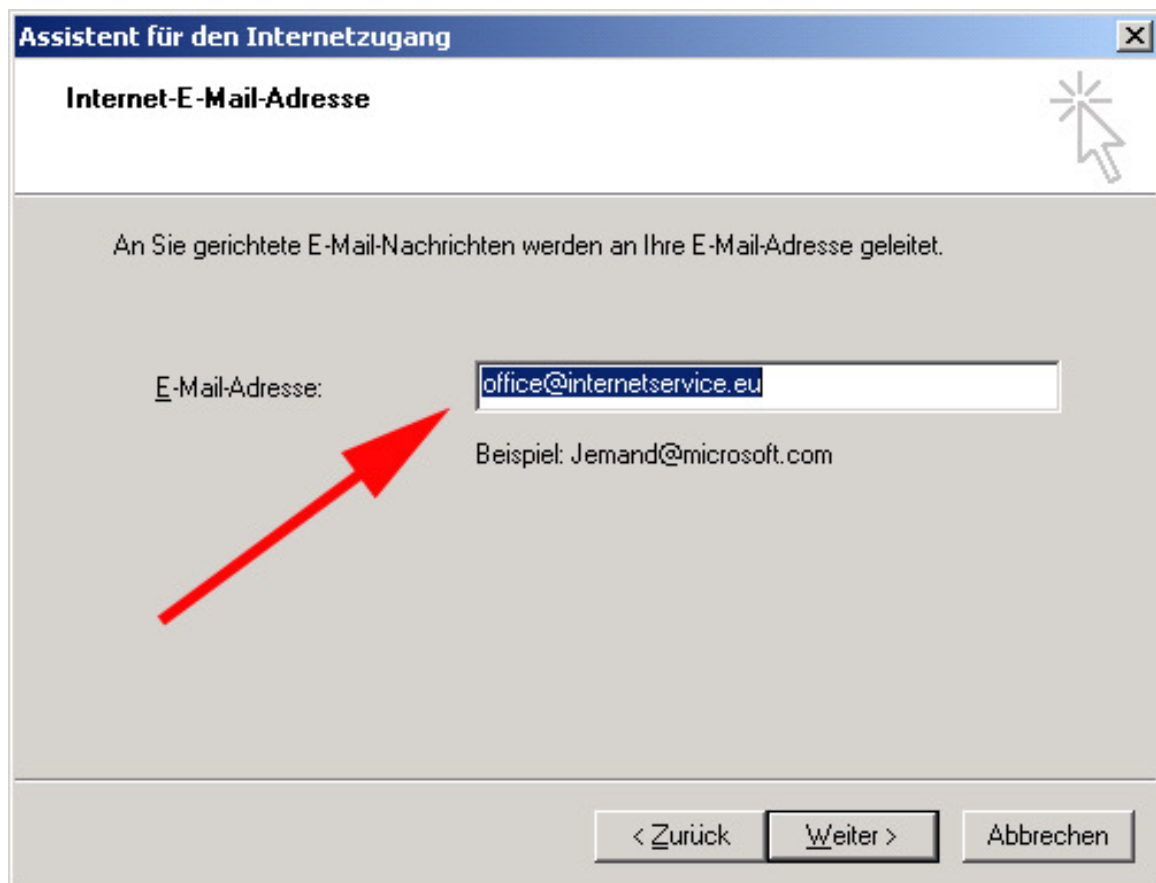 Assistent für den Internetzugang
Internet-E-Mail-Adresse
An Sie gerichtete E-Mail-Nachrichten werden an Ihre E-Mail-Adresse geleitet.
E-Mail-Adresse: office@internetservice.eu
Beispiel: Jemand@microsoft.com
< Zurück Weiter > Abbrechen